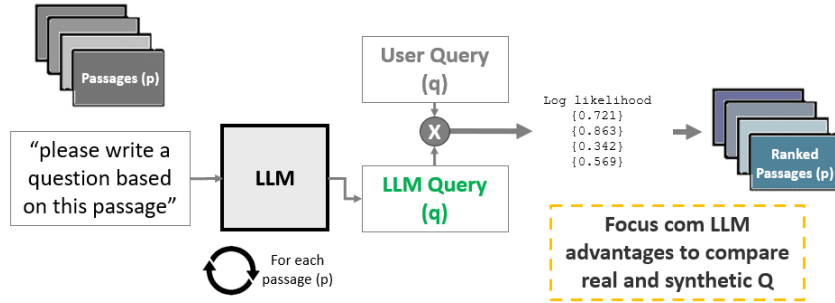 Passages (p)
"please write a
question based
on this passage"
LLM
For each
passage (p)
User Query
(q)
X
LLM Query
(q)
Log likelihood
{0.721}
{0.863}
{0.342}
{0.569}
Ranked
Passages (p)
Focus com LLM
advantages to compare
real and synthetic Q